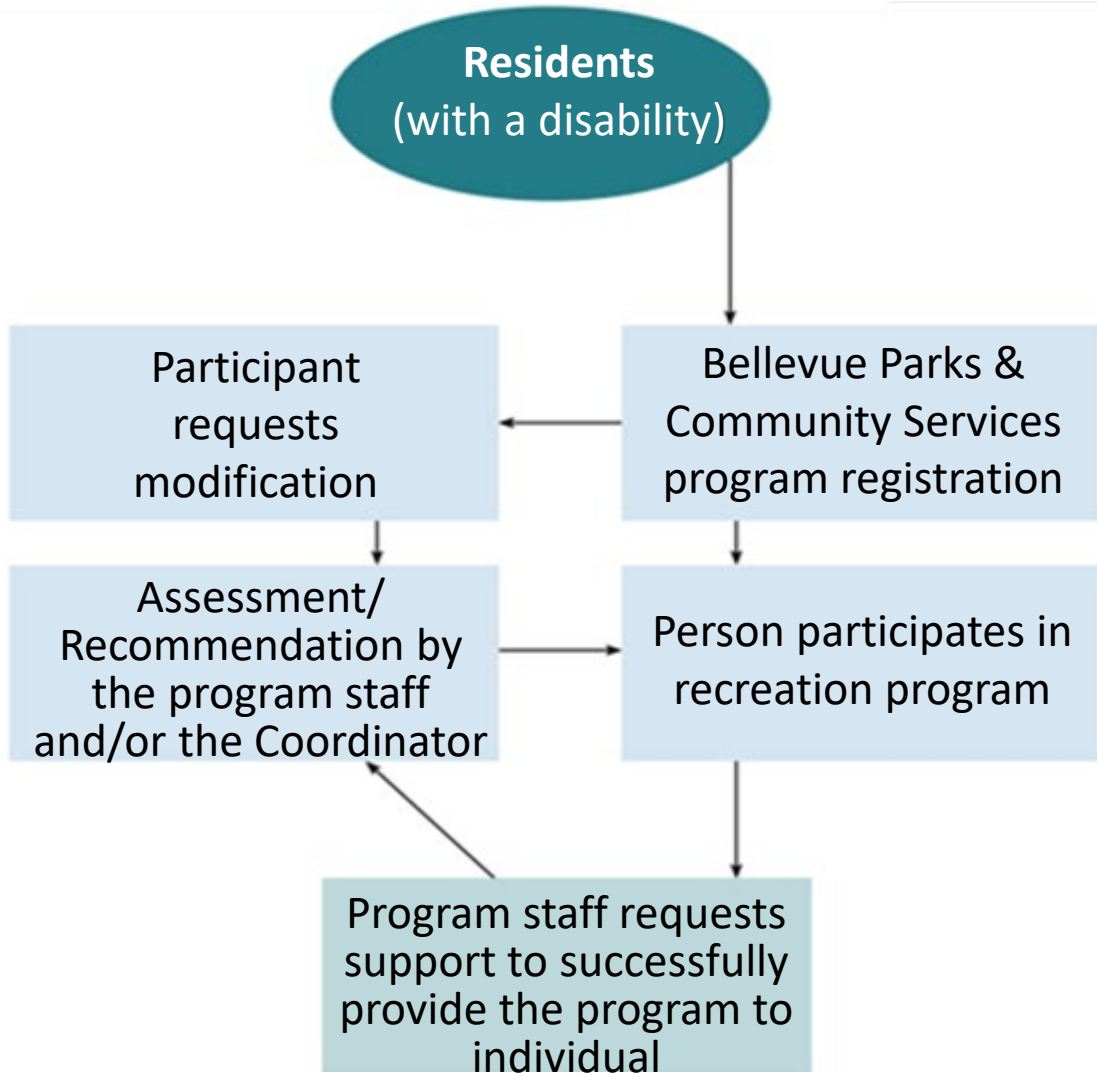 Residents
(with a disability)
Participant
requests
modification
Bellevue Parks &
Community Services
program registration
Assessment/
Recommendation by
the program staff
and/or the Coordinator
Person participates in
recreation program
Program staff requests
support to successfully
provide the program to
individual